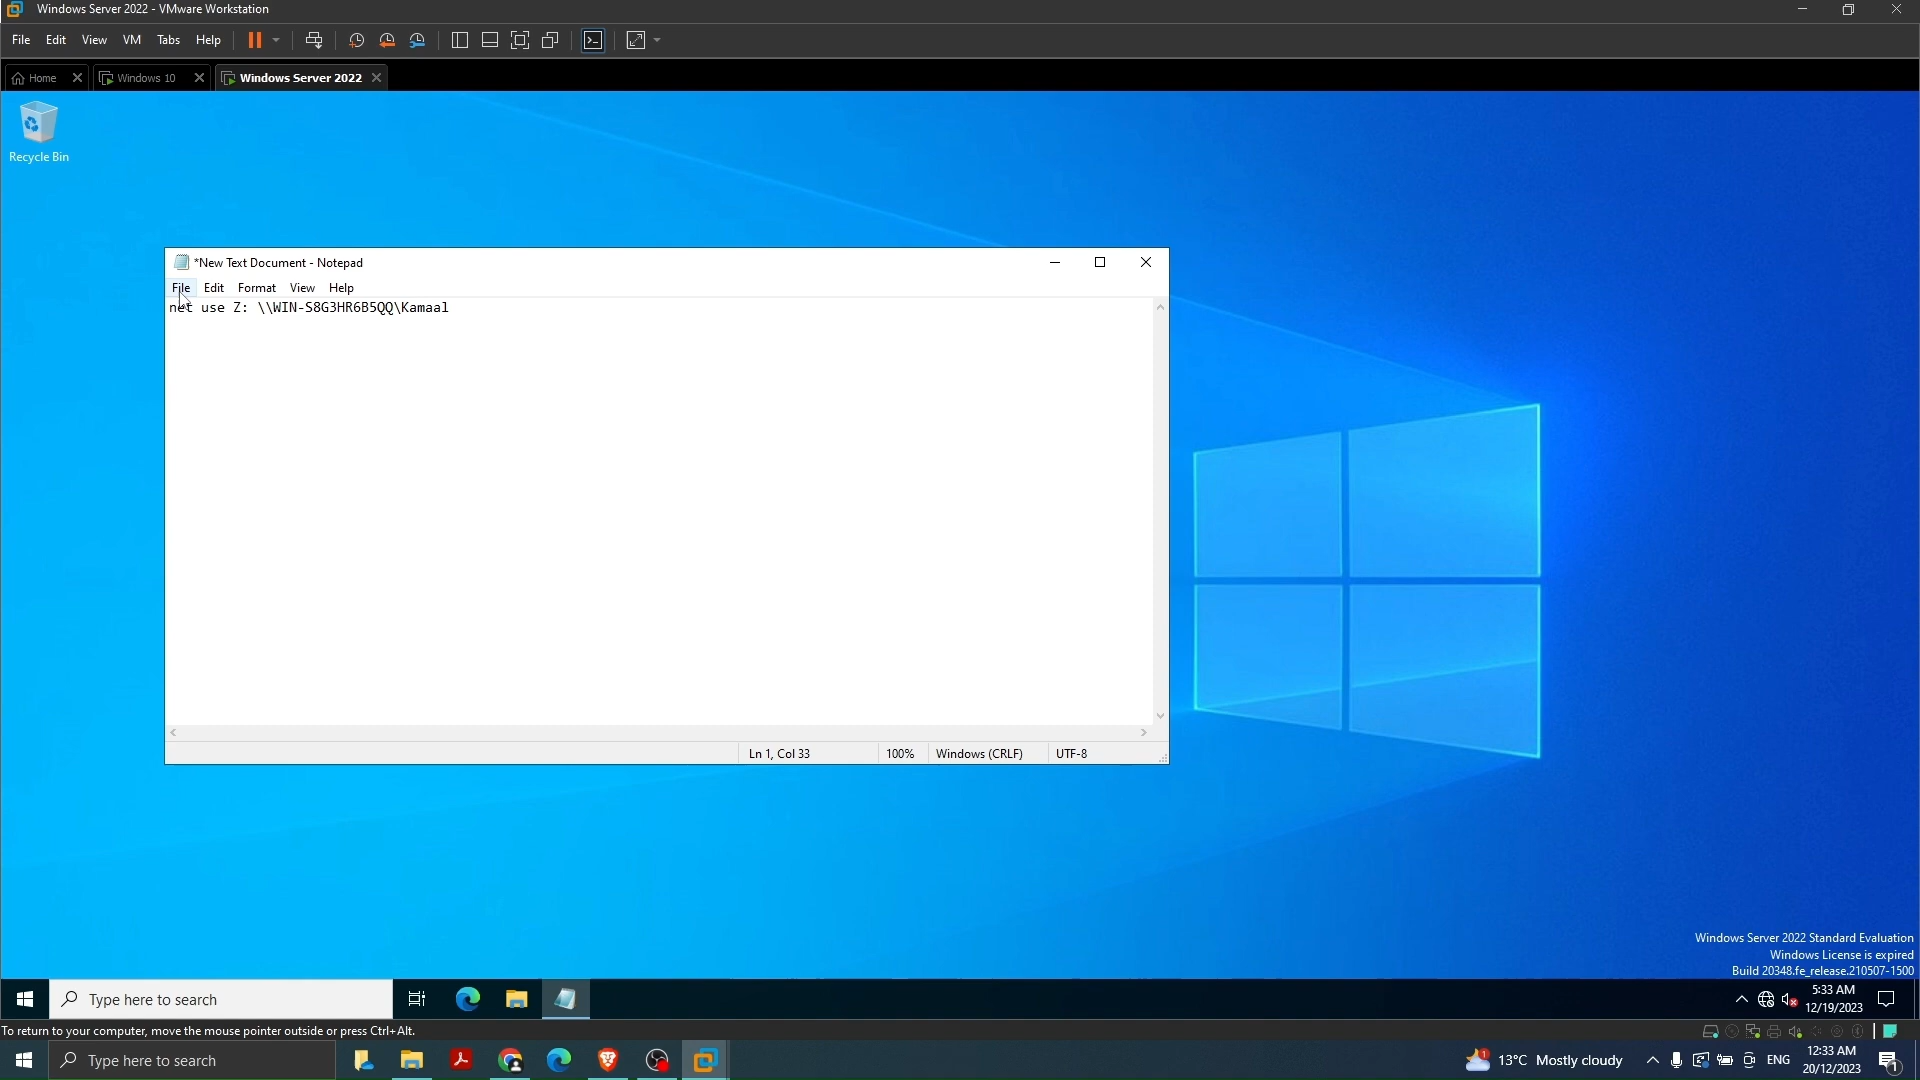 Windows Server 2022 - VMware Workstation
File Edit View VM Tabs Help
Home Windows 10 Windows Server 2022
Recycle Bin
*New Text Document - Notepad
File Edit Format View Help
net use Z: \\WIN-S8G3HR6B5QQ\Kamaal
Ln 1, Col 33 100% Windows (CRLF) UTF-8
Windows Server 2022 Standard Evaluation
Windows License is expired
Build 20348.fe_release.210507-1500
Type here to search
5:33 AM
12/19/2023
To return to your computer, move the mouse pointer outside or press Ctrl+Alt.
Type here to search
1
13°C Mostly cloudy
ENG
12:33 AM
20/12/2023
1